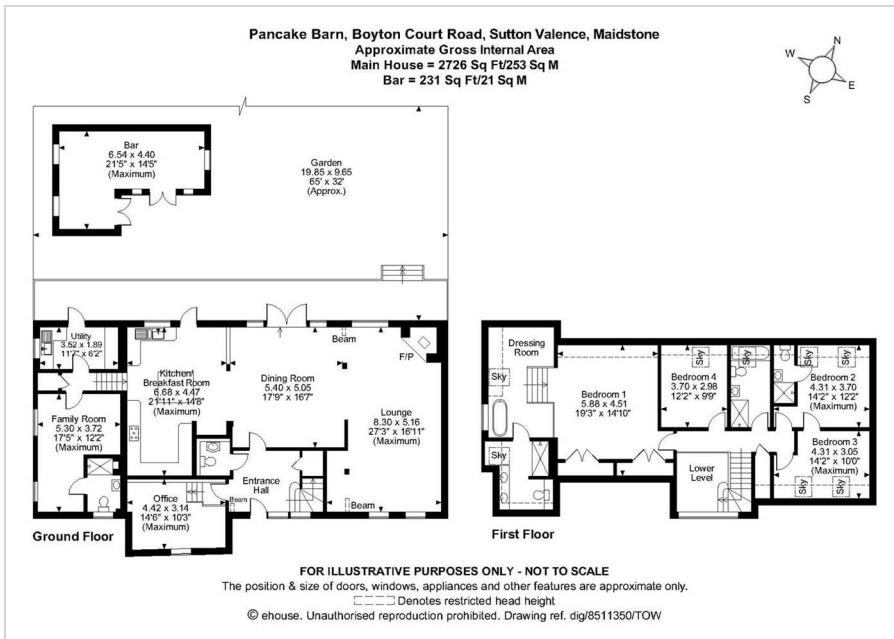 Pancake Barn, Boyton Court Road, Sutton Valence, Maidstone
Approximate Gross Internal Area
Main House = 2726 Sq Ft/253 Sq M
Bar = 231 Sq Ft/21 Sq M
N
W
E
S
Bar
6.54 x 4.40
21'5" x 14'5"
(Maximum)
Garden
19.85 x 9.65
65' x 32'
(Approx.)
Utility
3.52 x 1.89
11'7" x 6'2"
Kitchen/
Breakfast Room
6.68 x 4.47
21'11" x 14'8"
(Maximum)
Dining Room
5.40 x 5.05
17'9" x 16'7"
Beam
F/P
Lounge
8.30 x 5.16
27'3" x 16'11"
(Maximum)
Family Room
5.30 x 3.72
17'5" x 12'2"
(Maximum)
Entrance
Hall
Office
4.42 x 3.14
14'6" x 10'3"
(Maximum)
Beam
Beam
Ground Floor
Dressing
Room
Sky
Bedroom 1
5.88 x 4.51
19'3" x 14'10"
Bedroom 4
3.70 x 2.98
12'2" x 9'9"
Sky
Sky
Sky
Sky
Bedroom 2
4.31 x 3.70
14'2" x 12'2"
(Maximum)
Bedroom 3
4.31 x 3.05
14'2" x 10'0"
(Maximum)
Sky
Sky
Sky
Lower
Level
First Floor
FOR ILLUSTRATIVE PURPOSES ONLY - NOT TO SCALE
The position & size of doors, windows, appliances and other features are approximate only.
Denotes restricted head height
© ehouse. Unauthorised reproduction prohibited. Drawing ref. dig/8511350/TOW